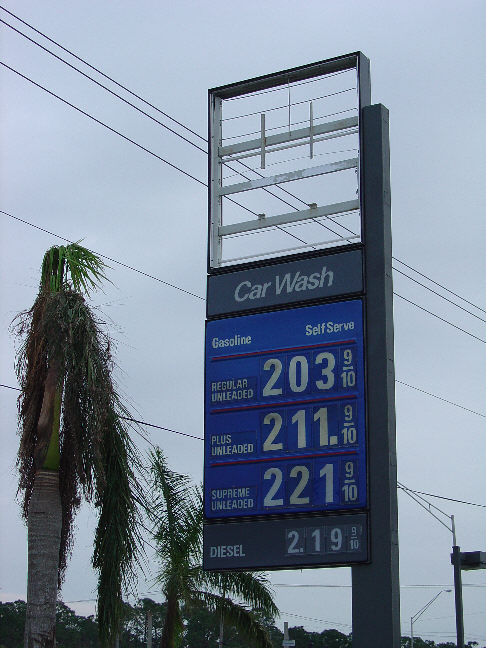 Car Wash
Gasoline Self Serve
REGULAR UNLEADED 203 9/10
PLUS UNLEADED 211. 9/10
SUPREME UNLEADED 221 9/10
DIESEL 2.19 9/10